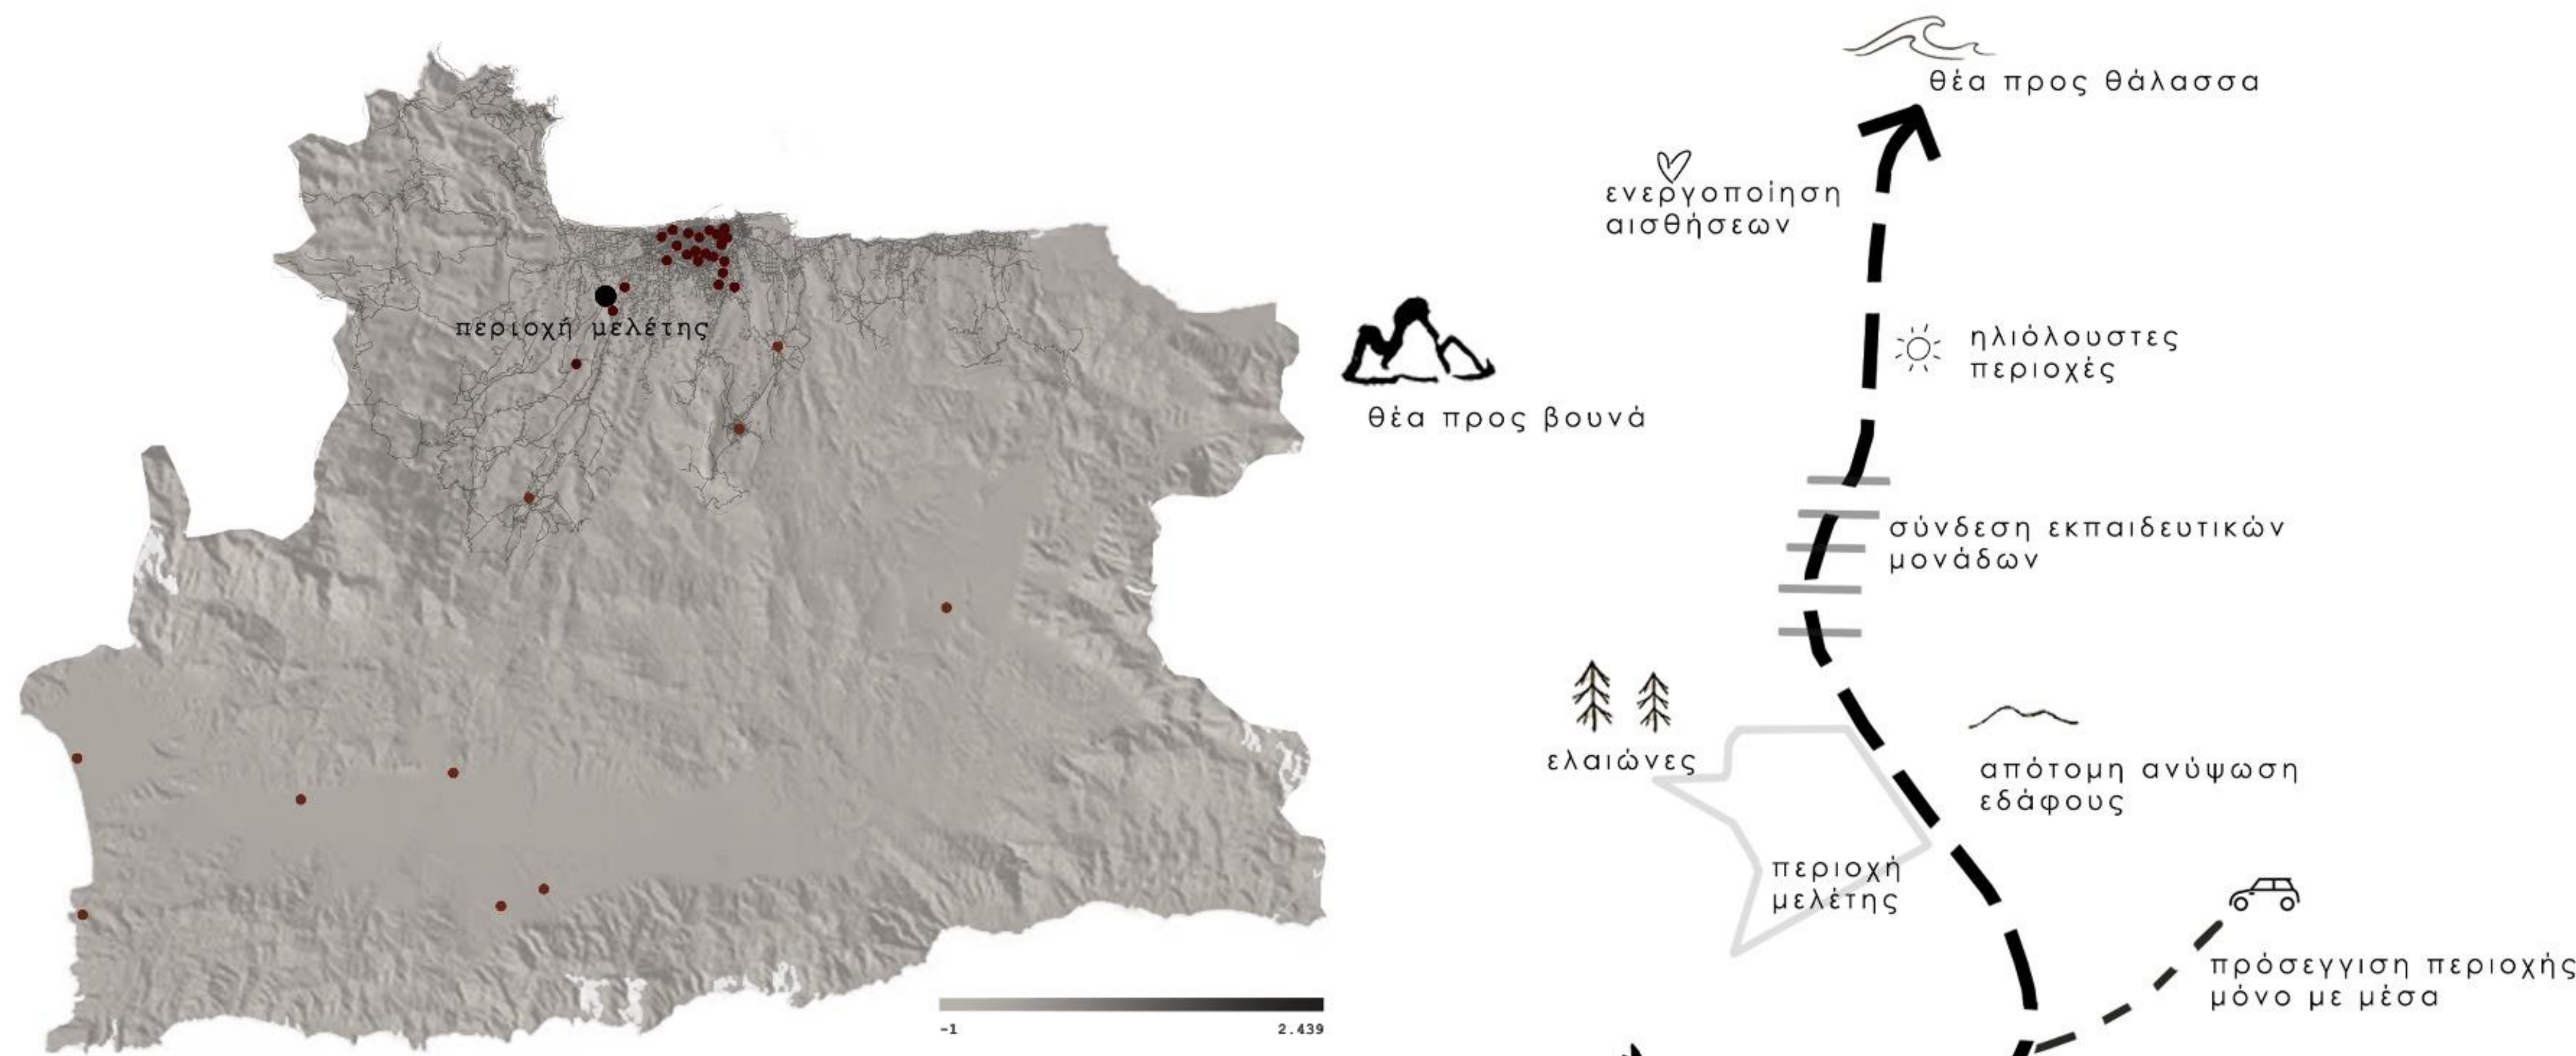 περιοχή μελέτης
-1
2.439
θέα προς θάλασσα
ενεργοποίηση
αισθήσεων
ηλιόλουστες
περιοχές
θέα προς βουνά
σύνδεση εκπαιδευτικών
μονάδων
ελαιώνες
απότομη ανύψωση
εδάφους
περιοχή
μελέτης
πρόσεγγιση περιοχής
μόνο με μέσα